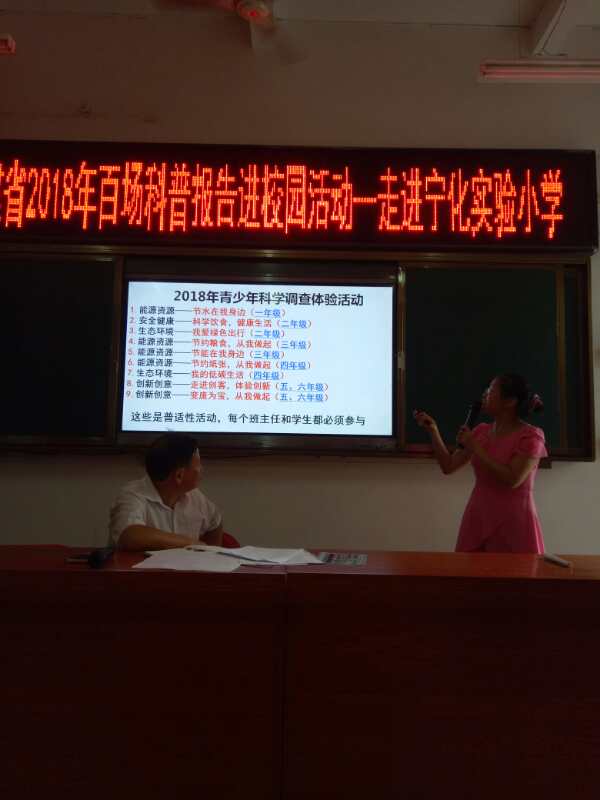 省2018年百场科普报告进校园活动—走进宁化实验小学
2018年青少年科学调查体验活动
1. 能源资源——节水在我身边（一年级）
2. 安全健康——科学饮食，健康生活（二年级）
3. 生态环境——我爱绿色出行（二年级）
4. 能源资源——节约粮食，从我做起（三年级）
5. 能源资源——节能在我身边（三年级）
6. 能源资源——节约纸张，从我做起（四年级）
7. 生态环境——我的低碳生活（四年级）
8. 创新创意——走进创客，体验创新（五、六年级）
9. 创新创意——变废为宝，从我做起（五、六年级）
这些是普适性活动，每个班主任和学生都必须参与